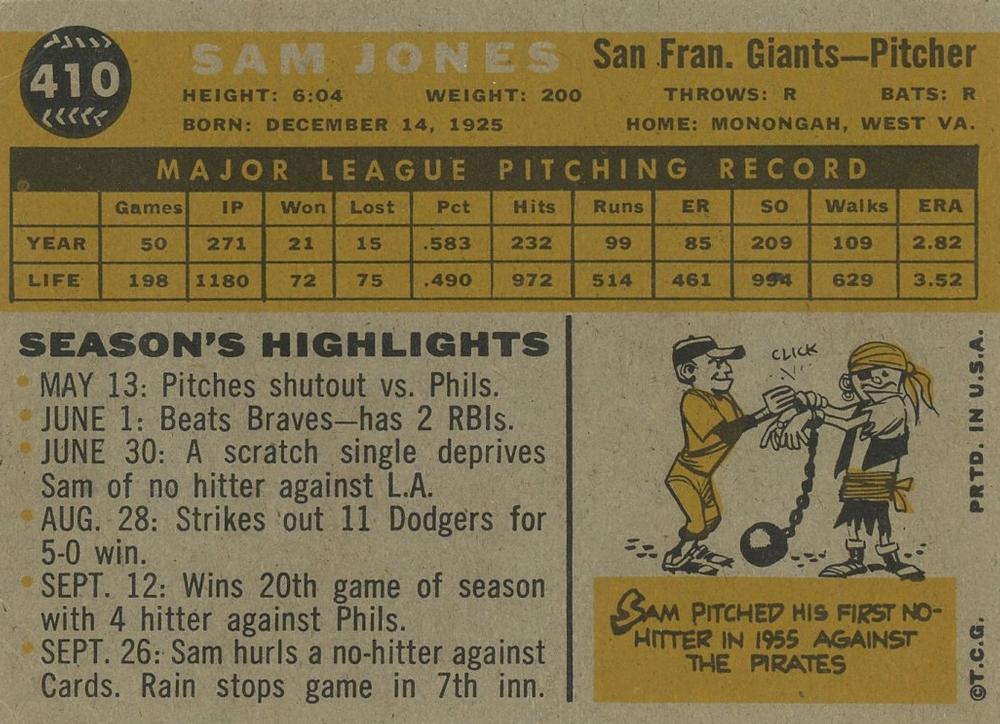 410
SAM JONES San Fran. Giants—Pitcher
HEIGHT: 6:04 WEIGHT: 200 THROWS: R BATS: R
BORN: DECEMBER 14, 1925 HOME: MONONGAH, WEST VA.
MAJOR LEAGUE PITCHING RECORD
Games IP Won Lost Pct Hits Runs ER SO Walks ERA
YEAR 50 271 21 15 .583 232 99 85 209 109 2.82
LIFE 198 1180 72 75 .490 972 514 461 994 629 3.52
SEASON'S HIGHLIGHTS
• MAY 13: Pitches shutout vs. Phils.
• JUNE 1: Beats Braves—has 2 RBIs.
• JUNE 30: A scratch single deprives
Sam of no hitter against L.A.
• AUG. 28: Strikes out 11 Dodgers for
5-0 win.
• SEPT. 12: Wins 20th game of season
with 4 hitter against Phils.
• SEPT. 26: Sam hurls a no-hitter against
Cards. Rain stops game in 7th inn.
CLICK
SAM PITCHED HIS FIRST NO-
HITTER IN 1955 AGAINST
THE PIRATES
©T.C.G. PRTD. IN U.S.A.